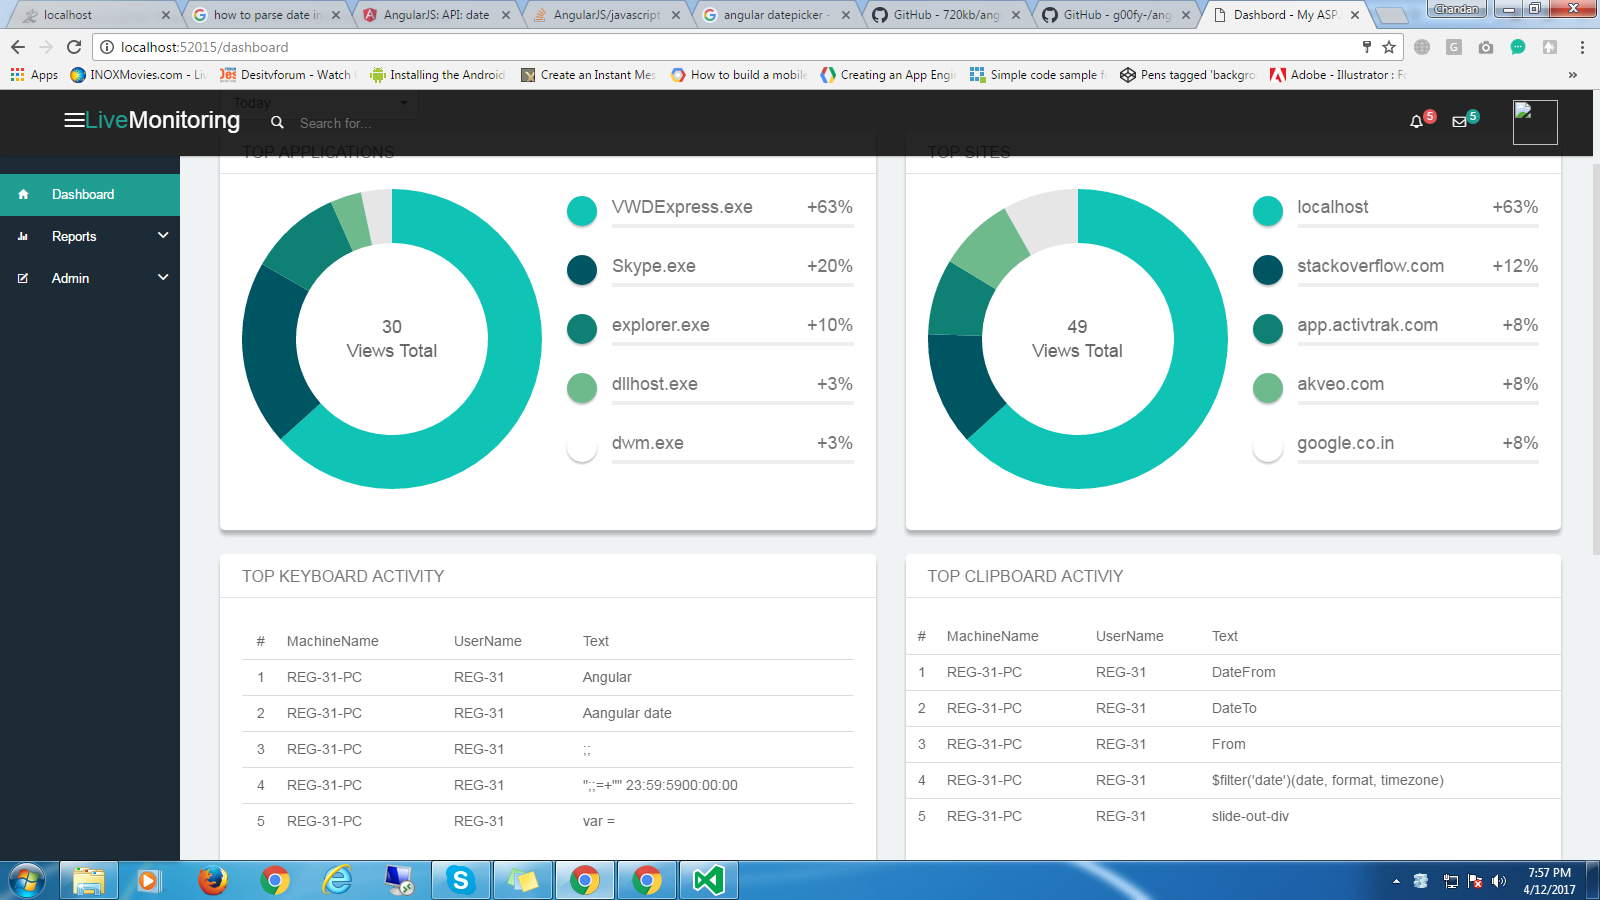 localhost
how to parse date in
AngularJS: API: date
AngularJS/javascript
angular datepicker -
GitHub - 720kb/ang
GitHub - g00fy-/ang
Dashbord - My ASP.
Chandan
localhost:52015/dashboard
Apps
INOXMovies.com - Liv
Desitvforum - Watch
Installing the Android
Create an Instant Mes
How to build a mobile
Creating an App Engi
Simple code sample f
Pens tagged 'backgro
Adobe - Illustrator : Fo
Today
LiveMonitoring
Search for...
5
5
Dashboard
Reports
Admin
TOP APPLICATIONS
30
Views Total
VWDExpress.exe +63%
Skype.exe +20%
explorer.exe +10%
dllhost.exe +3%
dwm.exe +3%
TOP SITES
49
Views Total
localhost +63%
stackoverflow.com +12%
app.activtrak.com +8%
akveo.com +8%
google.co.in +8%
TOP KEYBOARD ACTIVITY
# MachineName UserName Text
1 REG-31-PC REG-31 Angular
2 REG-31-PC REG-31 Aangular date
3 REG-31-PC REG-31 ;;
4 REG-31-PC REG-31 ";;=+"" 23:59:5900:00:00
5 REG-31-PC REG-31 var =
TOP CLIPBOARD ACTIVIY
# MachineName UserName Text
1 REG-31-PC REG-31 DateFrom
2 REG-31-PC REG-31 DateTo
3 REG-31-PC REG-31 From
4 REG-31-PC REG-31 $filter('date')(date, format, timezone)
5 REG-31-PC REG-31 slide-out-div
7:57 PM
4/12/2017